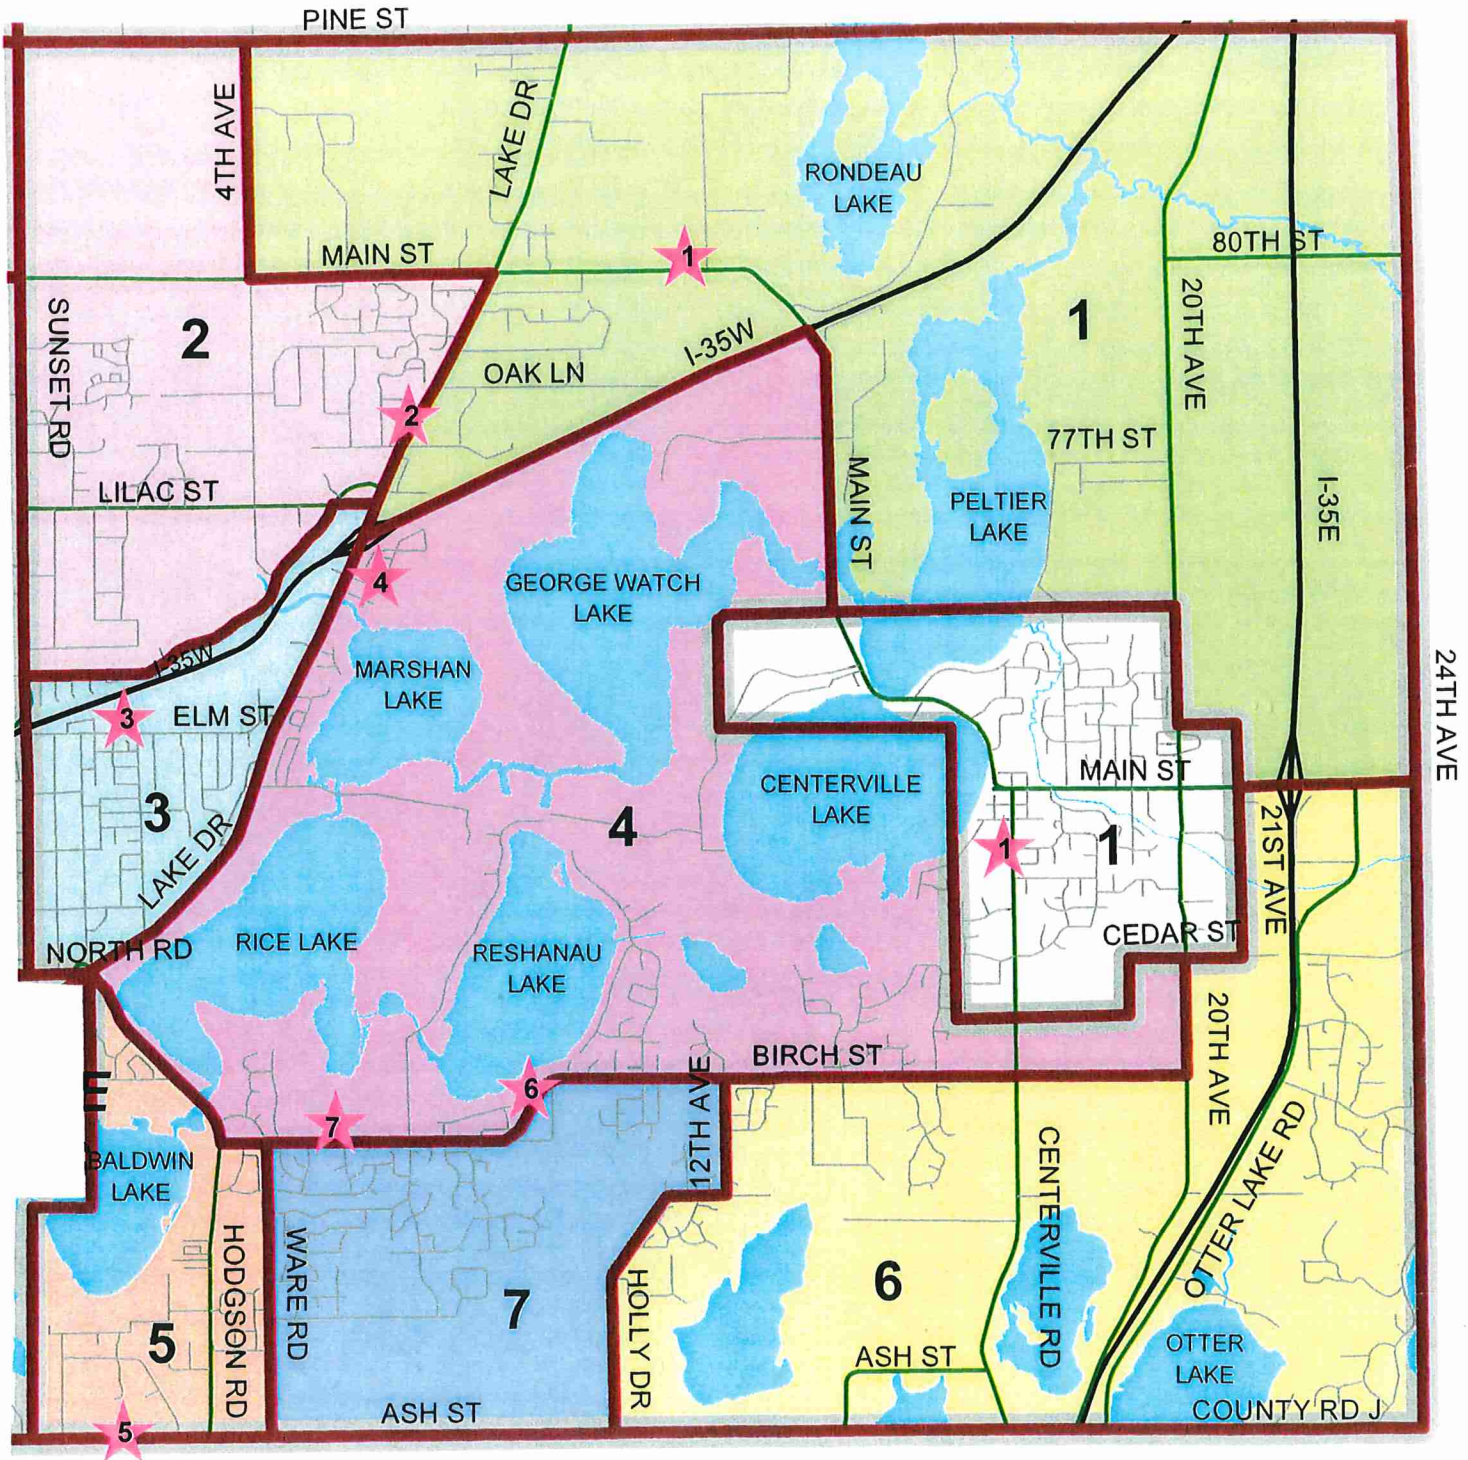 PINE ST
4TH AVE
LAKE DR
RONDEAU
LAKE
MAIN ST
1
80TH ST
SUNSET RD
2
I-35W
1
20TH AVE
OAK LN
2
77TH ST
LILAC ST
MAIN ST
PELTIER
LAKE
I-35E
4
GEORGE WATCH
LAKE
I-35W
MARSHAN
LAKE
24TH AVE
3
ELM ST
MAIN ST
CENTERVILLE
LAKE
3
4
1
1
21ST AVE
LAKE DR
NORTH RD
RICE LAKE
RESHANAU
LAKE
CEDAR ST
20TH AVE
BIRCH ST
E
6
7
12TH AVE
BALDWIN
LAKE
CENTERVILLE RD
OTTER LAKE RD
HODGSON RD
WARE RD
7
HOLLY DR
6
5
ASH ST
OTTER
LAKE
ASH ST
COUNTY RD J
5